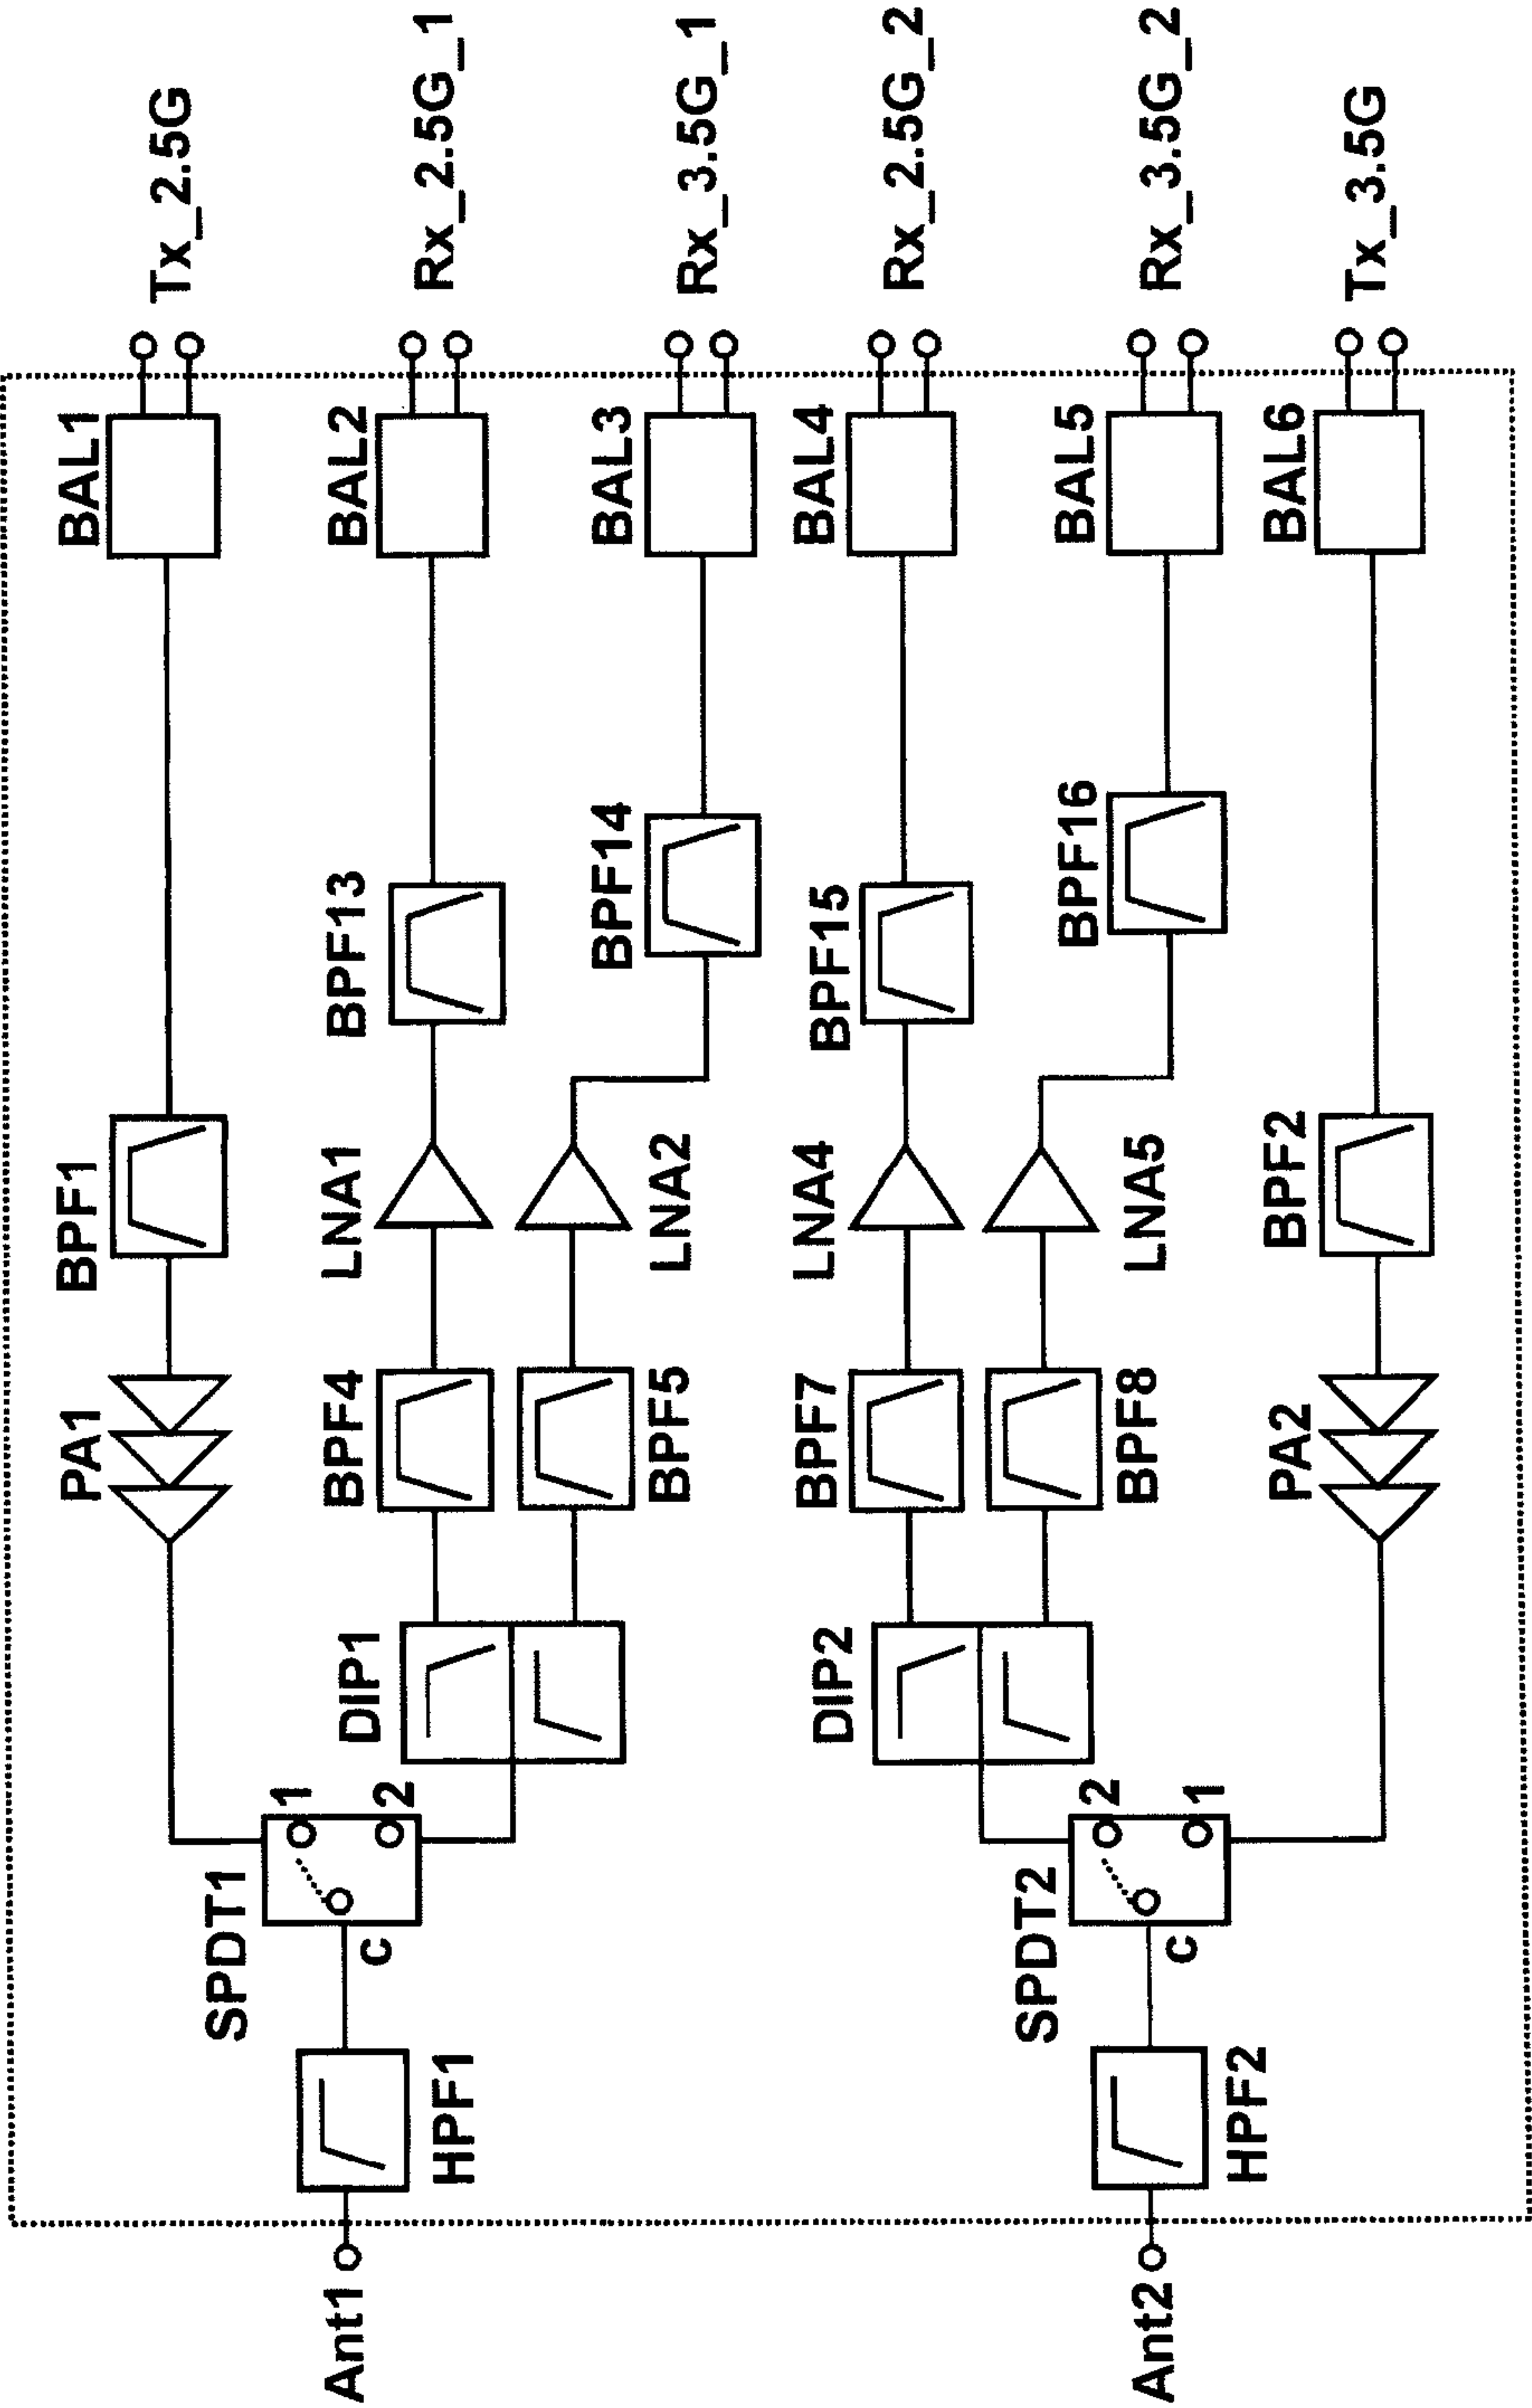 BAL1
Tx_2.5G
BPF1
PA1
BAL2
Rx_2.5G_1
BPF13
LNA1
BPF4
DIP1
SPDT1
1
2
c
HPF1
Ant1
BAL3
Rx_3.5G_1
BPF14
LNA2
BPF5
BAL4
Rx_2.5G_2
BPF15
LNA4
BPF7
DIP2
BAL5
Rx_3.5G_2
BPF16
LNA5
BPF8
SPDT2
2
1
c
HPF2
Ant2
BAL6
Tx_3.5G
BPF2
PA2